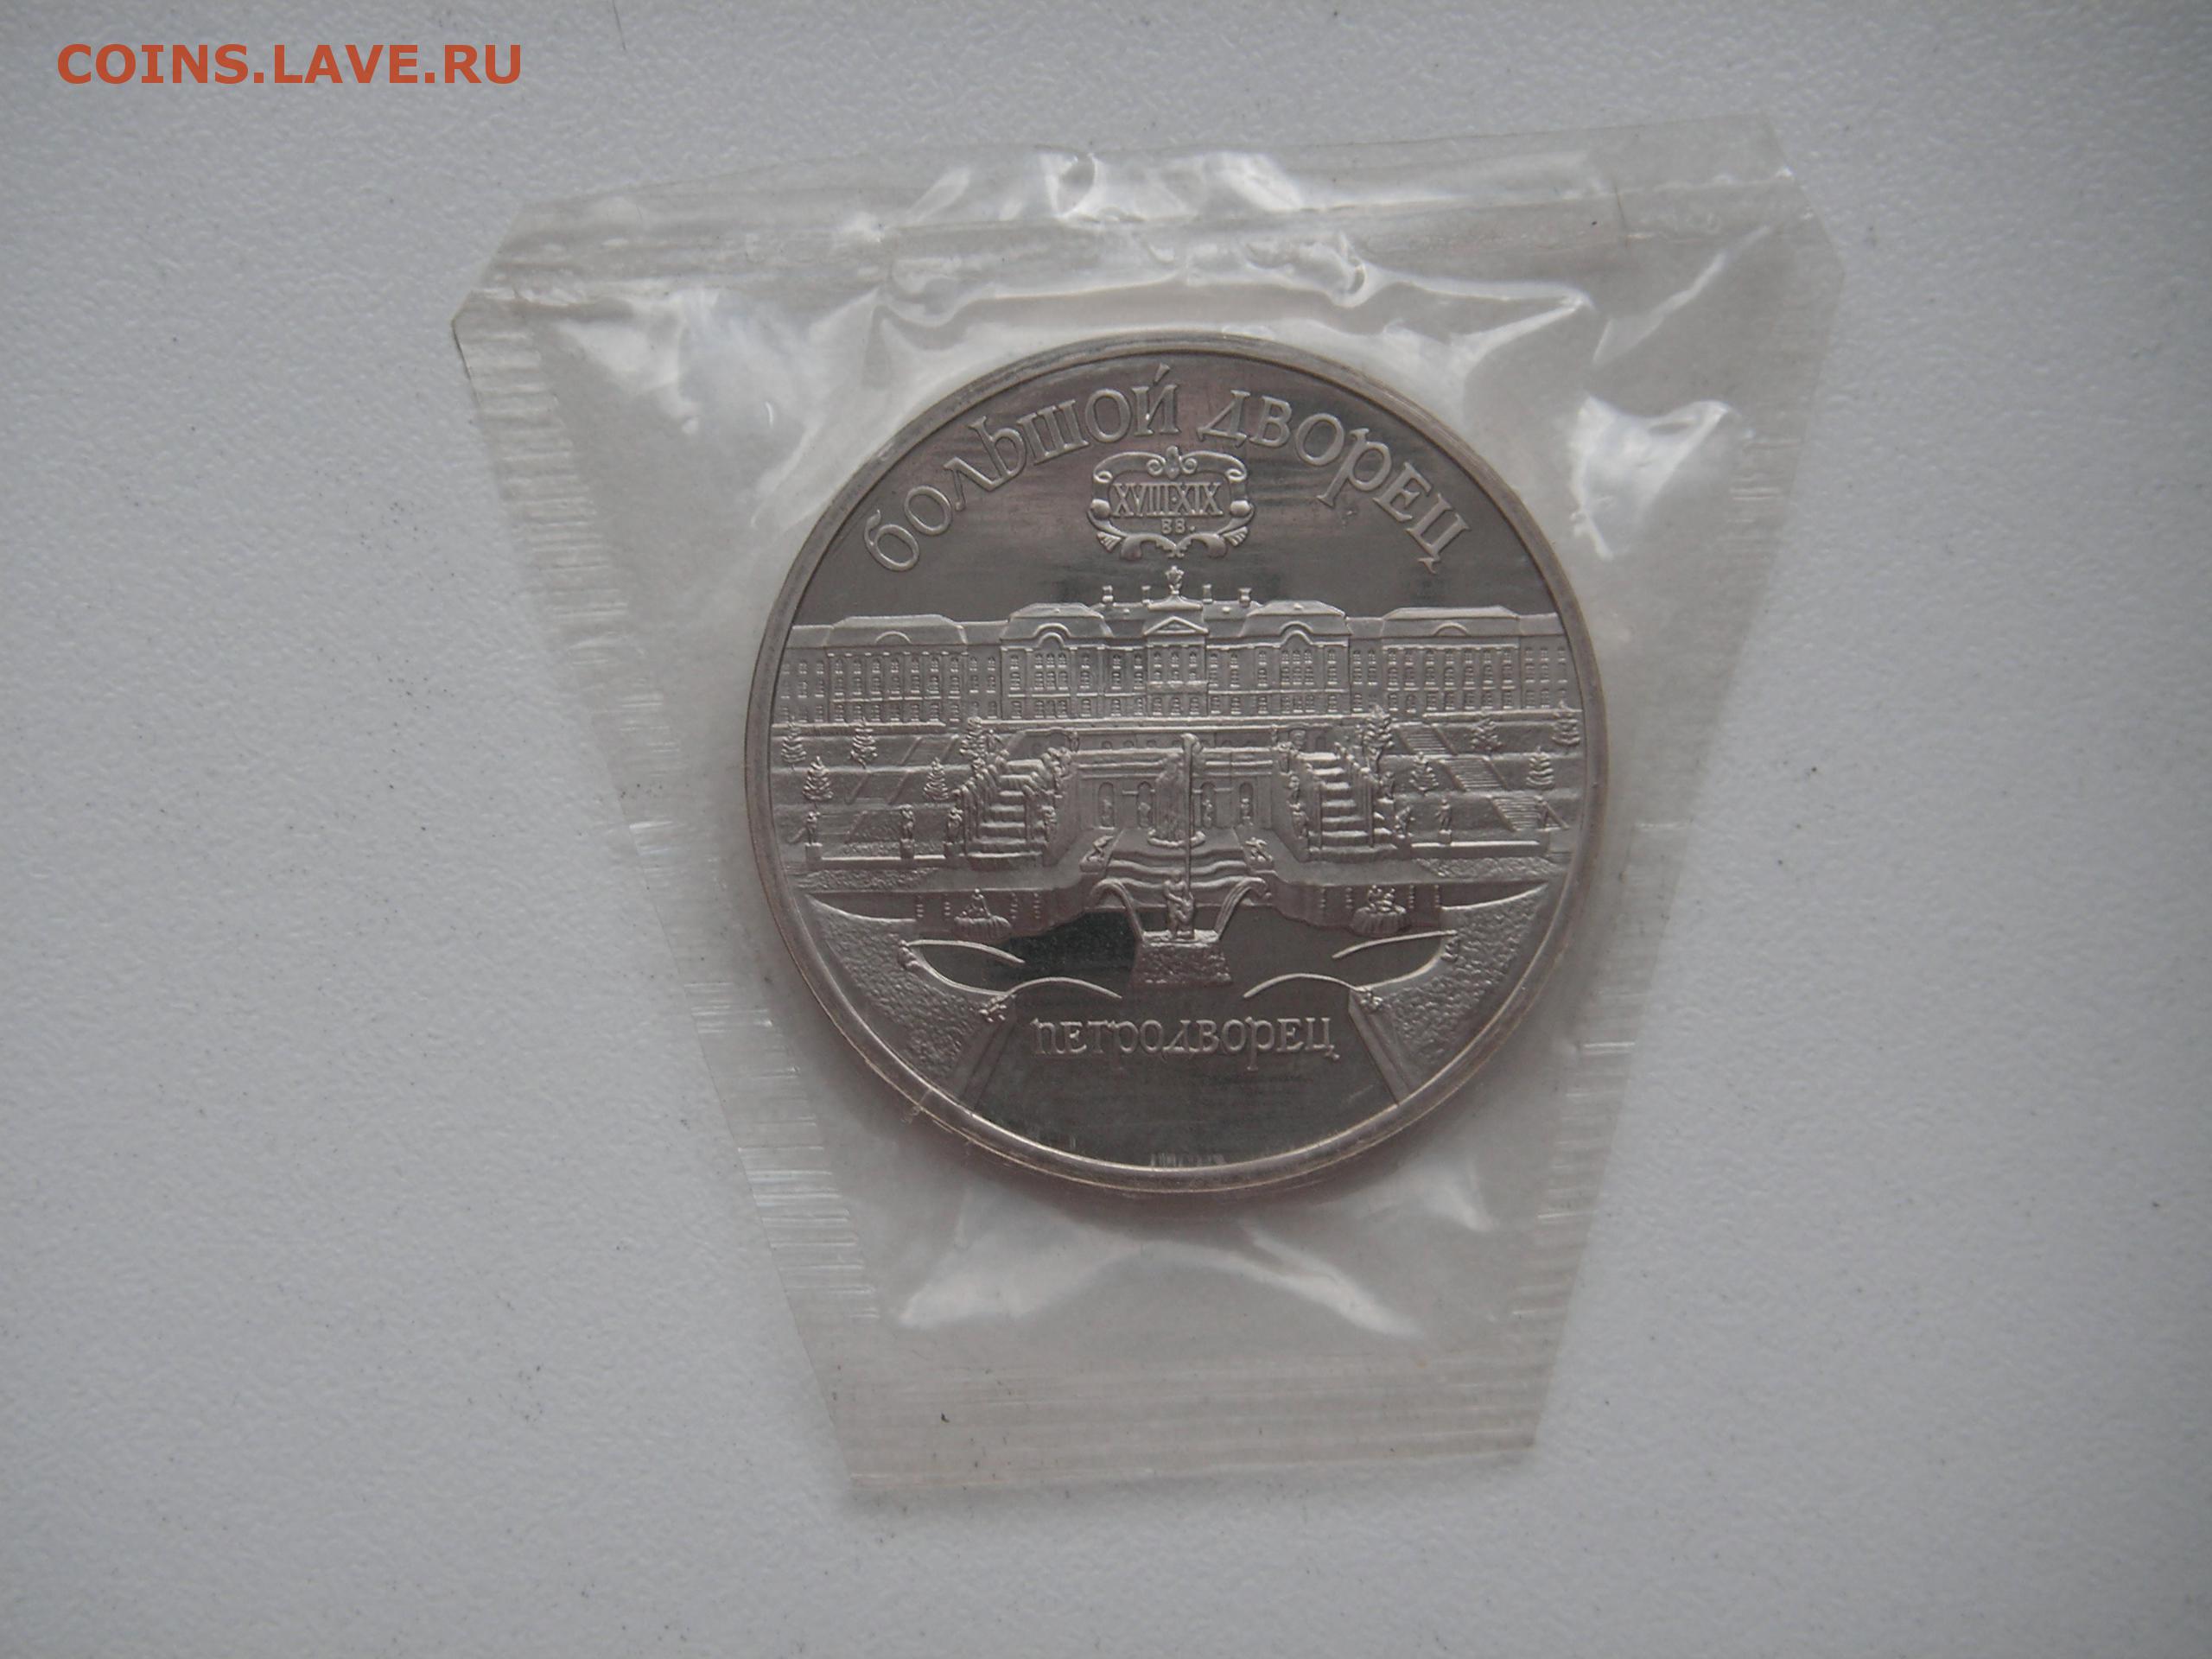 COINS.LAVE.RU
БОЛЬШОЙ ДВОРЕЦ
XVIII-XIX
ВВ.
ПЕТРОДВОРЕЦ